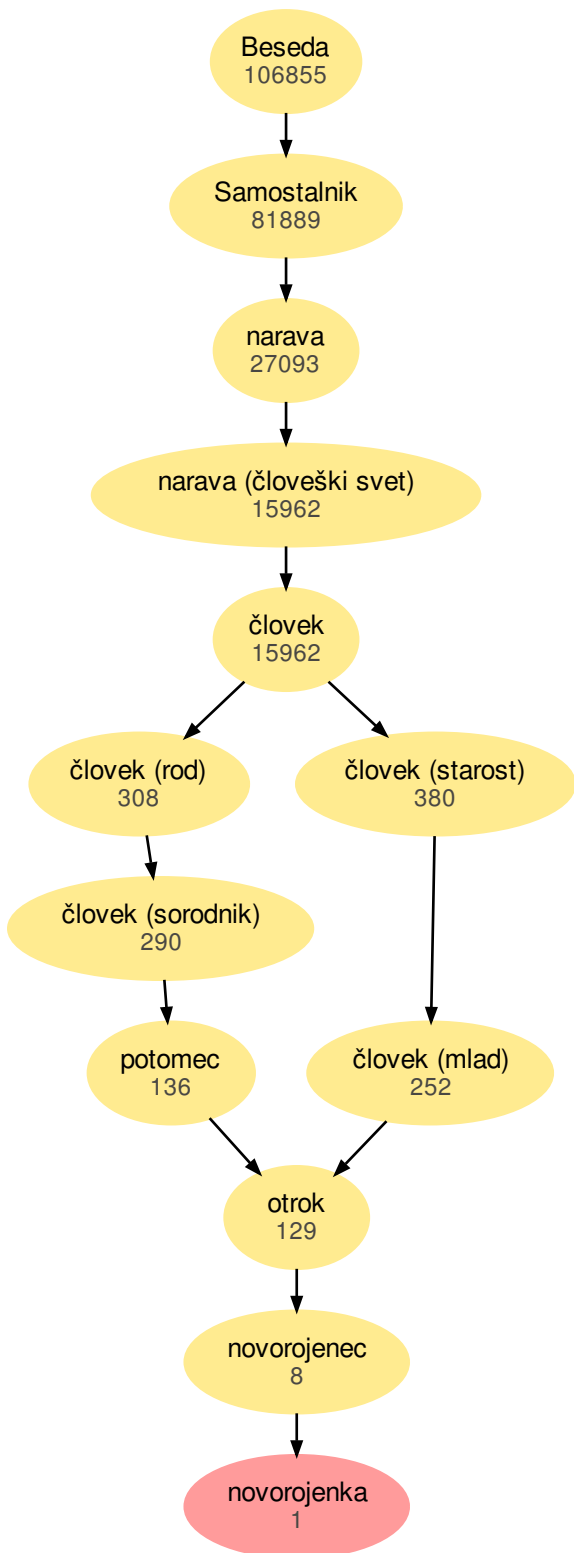 Beseda
106855
Samostalnik
81889
narava
27093
narava (človeški svet)
15962
človek
15962
človek (rod)
308
človek (starost)
380
človek (sorodnik)
290
potomec
136
človek (mlad)
252
otrok
129
novorojenec
8
novorojenka
1